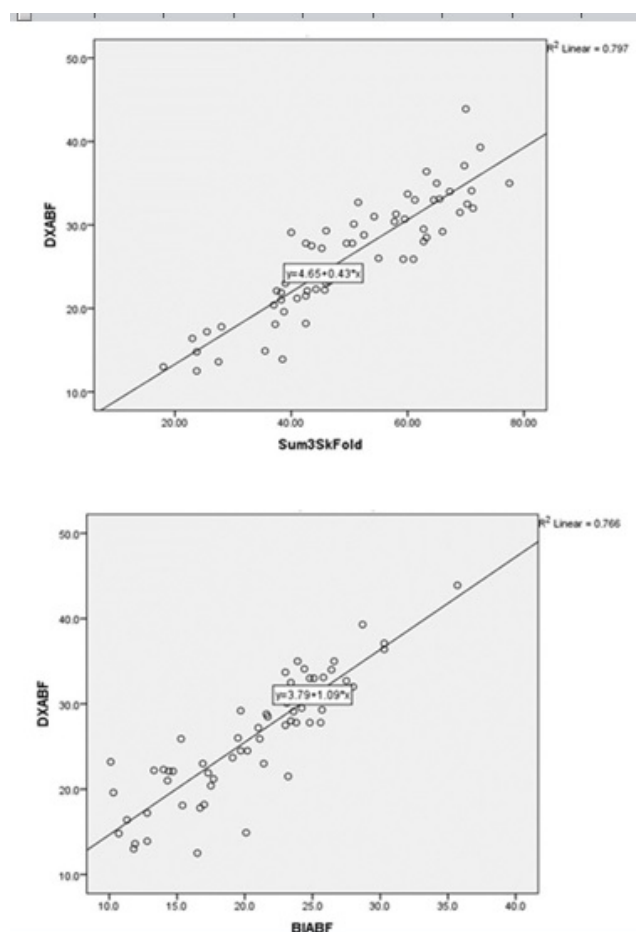 R² Linear = 0.797
50.0
40.0
30.0
20.0
10.0
DXABF
y=4.65+0.43*x
20.00 40.00 60.00 80.00
Sum3SkFold
R² Linear = 0.766
50.0
40.0
30.0
20.0
10.0
DXABF
y=3.79+1.09*x
10.0 15.0 20.0 25.0 30.0 35.0 40.0
BIABF